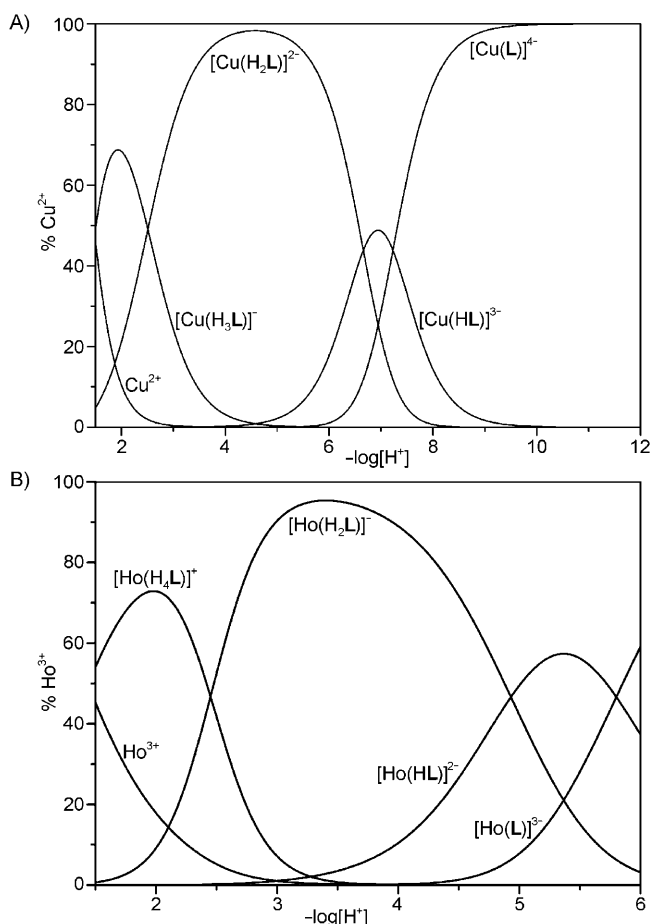 A)
100
80
60
40
20
0
% Cu²⁺
[Cu(H₂L)]²⁻
[Cu(L)]⁴⁻
[Cu(H₃L)]⁻
[Cu(HL)]³⁻
Cu²⁺
2 4 6 8 10 12
–log[H⁺]
B)
100
80
60
40
20
0
% Ho³⁺
[Ho(H₂L)]⁻
[Ho(H₄L)]⁺
Ho³⁺
[Ho(HL)]²⁻
[Ho(L)]³⁻
2 3 4 5 6
–log[H⁺]